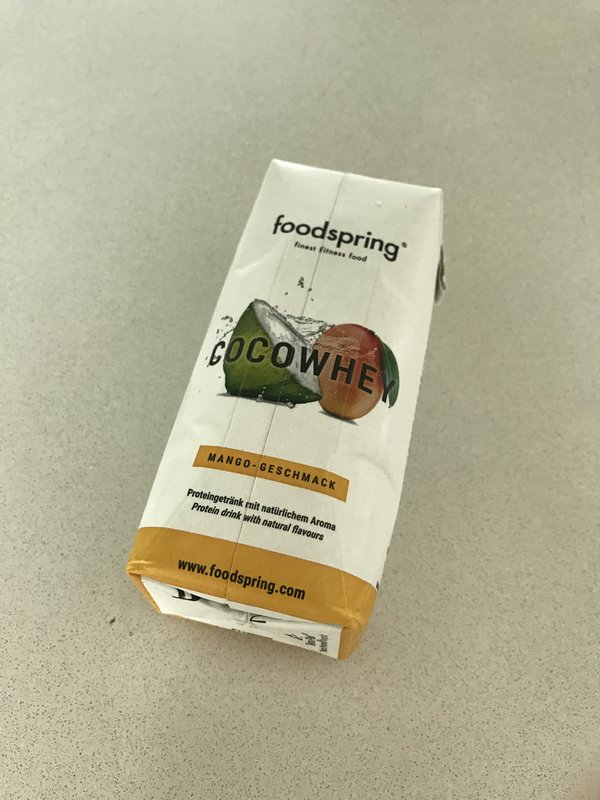 foodspring®
finest fitness food
COCOWHEY
MANGO-GESCHMACK
Proteingetränk mit natürlichem Aroma
Protein drink with natural flavours
www.foodspring.com